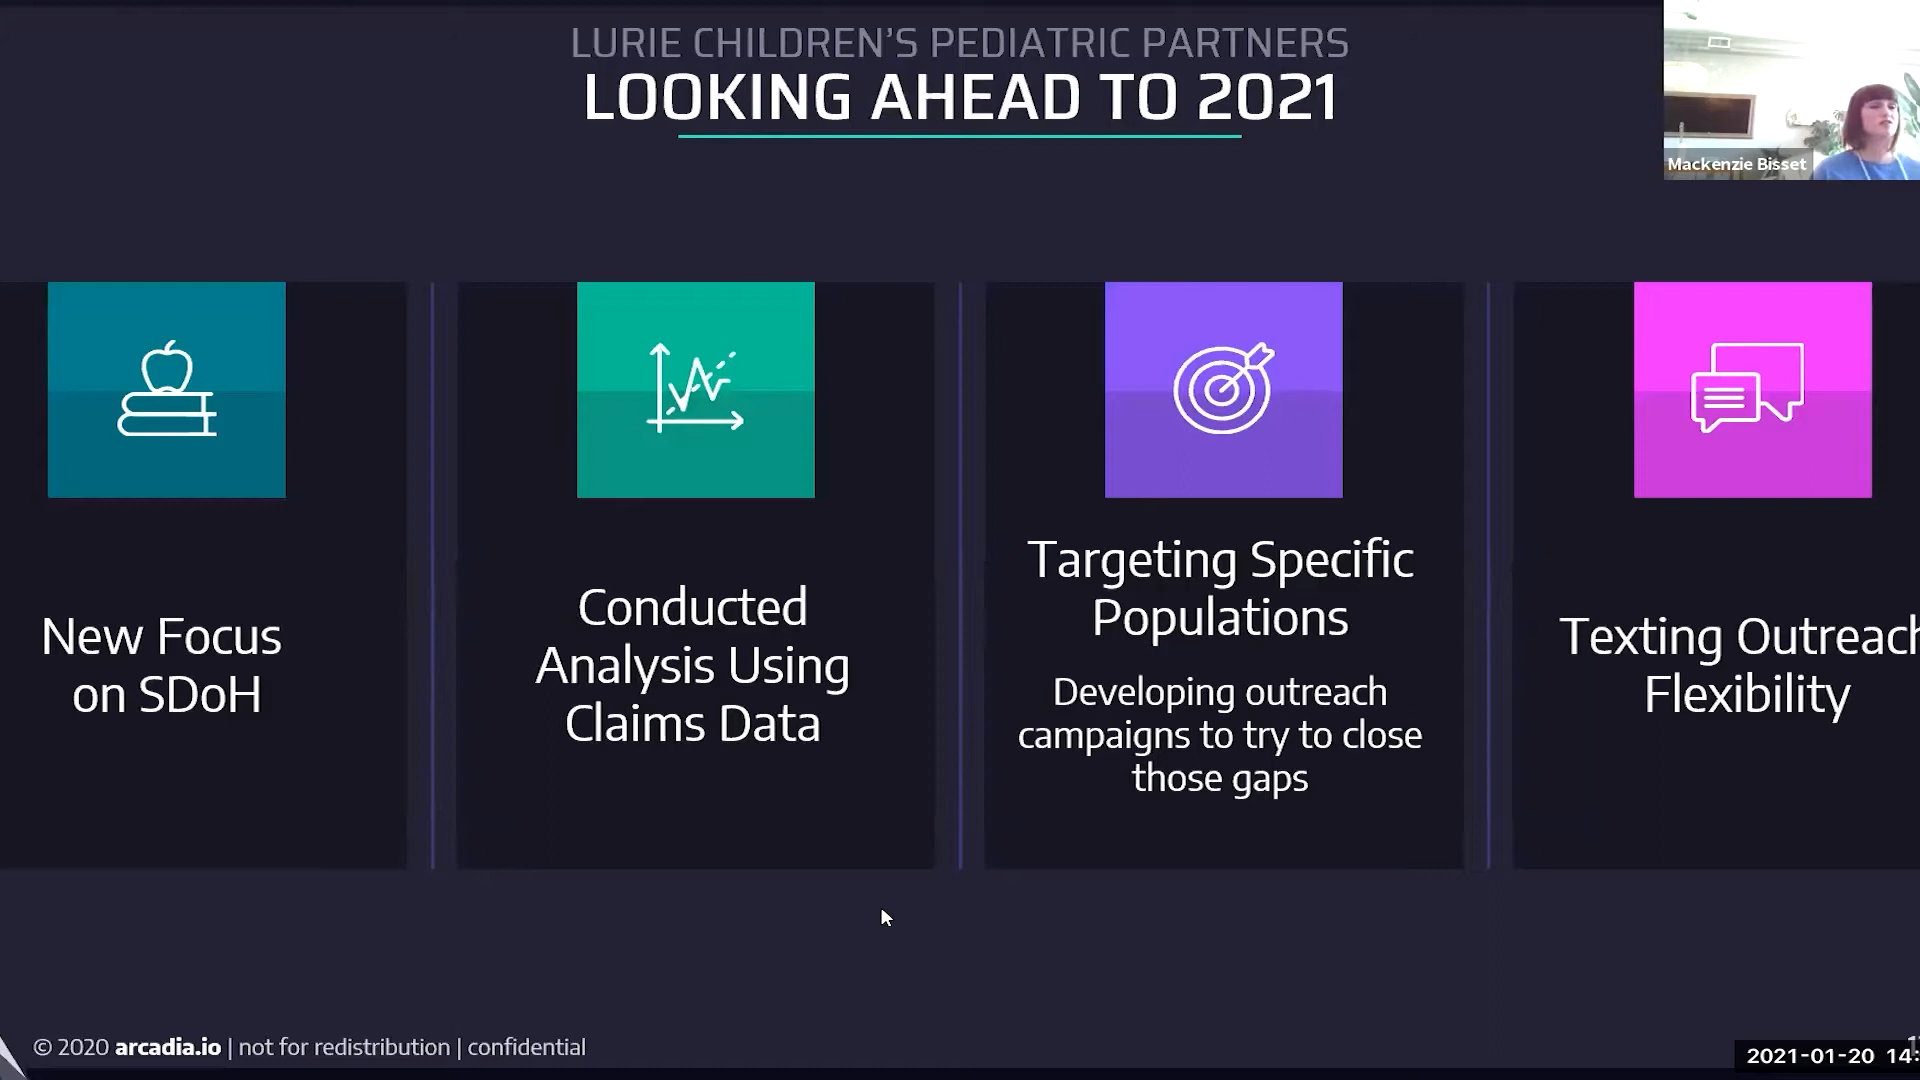 LURIE CHILDREN'S PEDIATRIC PARTNERS
LOOKING AHEAD TO 2021
Mackenzie Bisset
New Focus
on SDoH
Conducted
Analysis Using
Claims Data
Targeting Specific
Populations
Developing outreach
campaigns to try to close
those gaps
Texting Outreach
Flexibility
© 2020 arcadia.io | not for redistribution | confidential
2021-01-20 14: